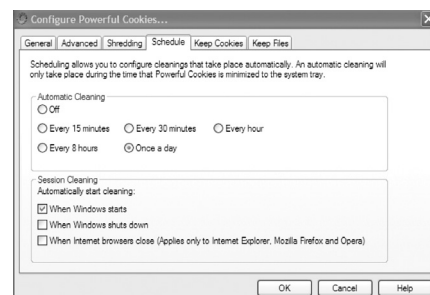 Configure Powerful Cookies...
General Advanced Shredding Schedule Keep Cookies Keep Files
Scheduling allows you to configure cleanings that take place automatically. An automatic cleaning will
only take place during the time that Powerful Cookies is minimized to the system tray.
Automatic Cleaning
Off
Every 15 minutes Every 30 minutes Every hour
Every 8 hours Once a day
Session Cleaning
Automatically start cleaning:
When Windows starts
When Windows shuts down
When Internet browsers close (Applies only to Internet Explorer, Mozilla Firefox and Opera)
OK Cancel Help